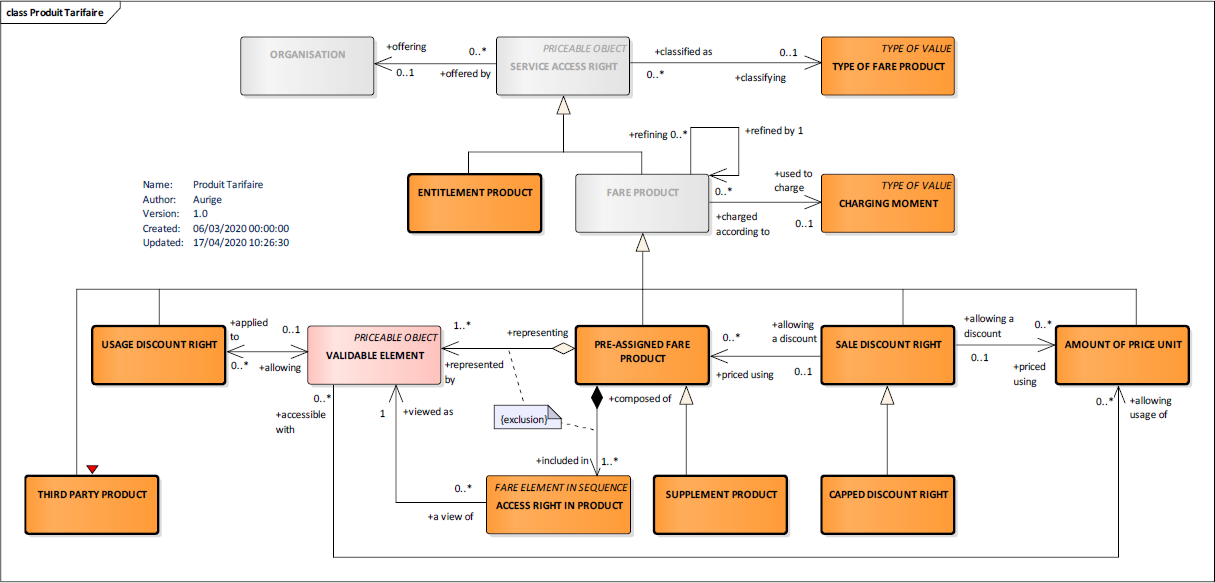 class Produit Tarifaire
ORGANISATION
+offering
0..1
0..*
+offered by
PRICEABLE OBJECT
SERVICE ACCESS RIGHT
+classified as
0..*
0..1
+classifying
TYPE OF VALUE
TYPE OF FARE PRODUCT
+refining 0..*
+refined by 1
Name: Produit Tarifaire
Author: Aurige
Version: 1.0
Created: 06/03/2020 00:00:00
Updated: 17/04/2020 10:26:30
ENTITLEMENT PRODUCT
FARE PRODUCT
0..*
+charged
according to
+used to
charge
0..1
TYPE OF VALUE
CHARGING MOMENT
USAGE DISCOUNT RIGHT
+applied
to
0..*
0..1
+allowing
PRICEABLE OBJECT
VALIDABLE ELEMENT
1..*
+represented
by
+representing
PRE-ASSIGNED FARE
PRODUCT
0..*
+priced using
+allowing
a discount
0..1
SALE DISCOUNT RIGHT
+allowing a
discount
0..1
0..*
+priced
using
AMOUNT OF PRICE UNIT
0..*
+accessible
with
1
+viewed as
{exclusion}
+composed of
0..*
+allowing
usage of
+included in
1..*
THIRD PARTY PRODUCT
0..*
+a view of
FARE ELEMENT IN SEQUENCE
ACCESS RIGHT IN PRODUCT
SUPPLEMENT PRODUCT
CAPPED DISCOUNT RIGHT